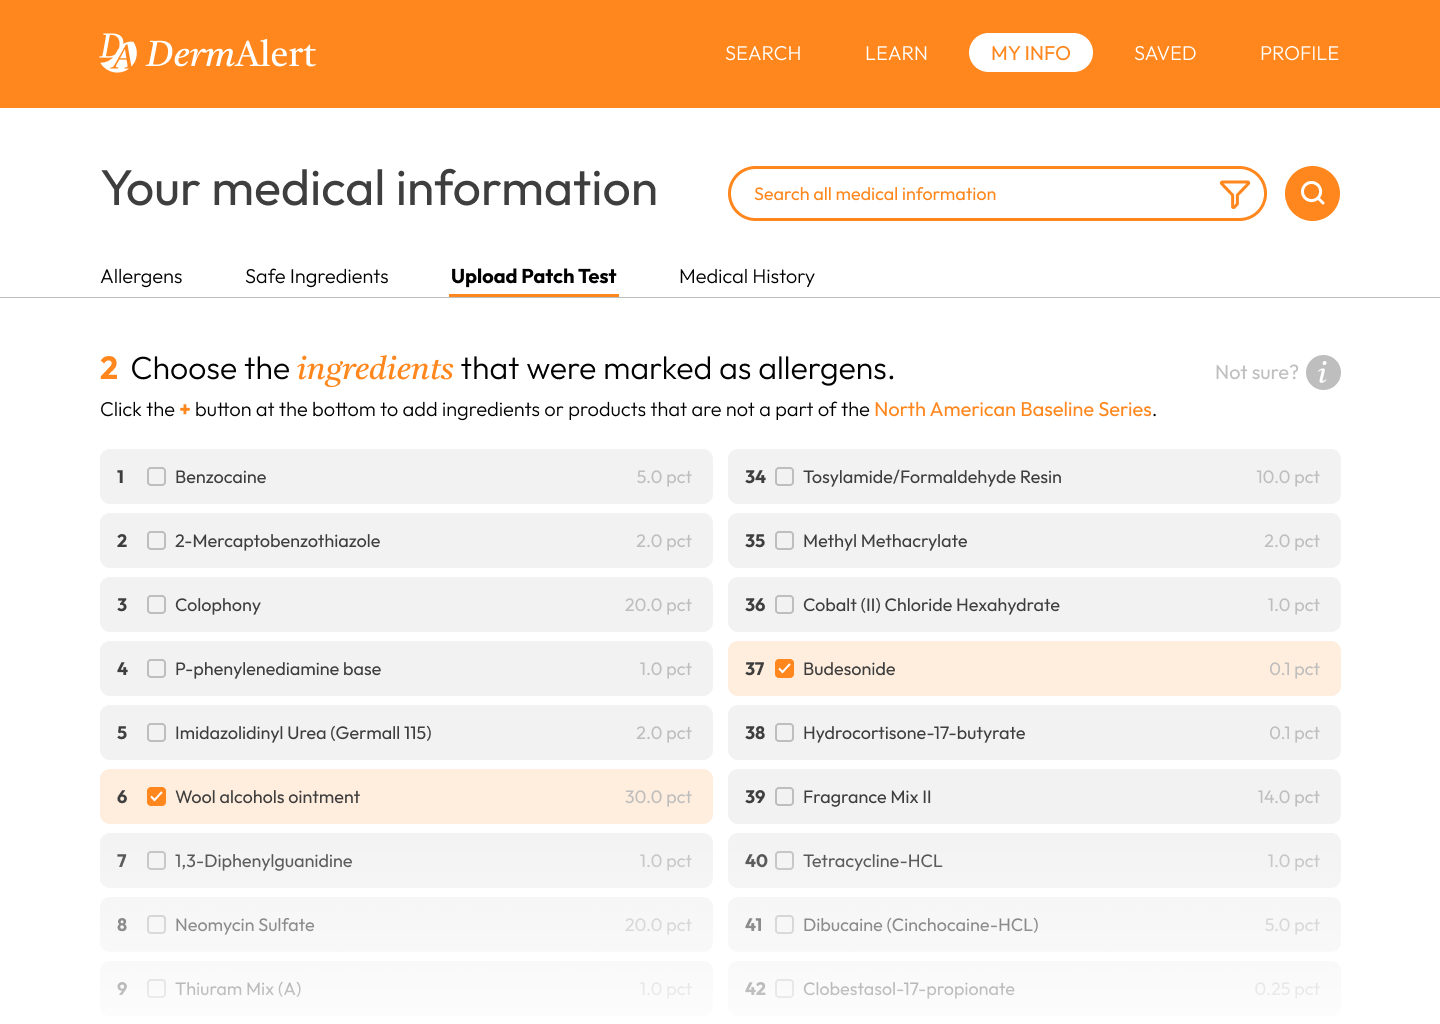 DA DermAlert
SEARCH LEARN MY INFO SAVED PROFILE
Your medical information
Search all medical information
Allergens Safe Ingredients Upload Patch Test Medical History
2 Choose the ingredients that were marked as allergens.
Not sure? i
Click the + button at the bottom to add ingredients or products that are not a part of the North American Baseline Series.
1 Benzocaine 5.0 pct
2 2-Mercaptobenzothiazole 2.0 pct
3 Colophony 20.0 pct
4 P-phenylenediamine base 1.0 pct
5 Imidazolidinyl Urea (Germall 115) 2.0 pct
6 Wool alcohols ointment 30.0 pct
7 1,3-Diphenylguanidine 1.0 pct
8 Neomycin Sulfate 20.0 pct
9 Thiuram Mix (A) 1.0 pct
34 Tosylamide/Formaldehyde Resin 10.0 pct
35 Methyl Methacrylate 2.0 pct
36 Cobalt (II) Chloride Hexahydrate 1.0 pct
37 Budesonide 0.1 pct
38 Hydrocortisone-17-butyrate 0.1 pct
39 Fragrance Mix II 14.0 pct
40 Tetracycline-HCL 1.0 pct
41 Dibucaine (Cinchocaine-HCL) 5.0 pct
42 Clobestasol-17-propionate 0.25 pct